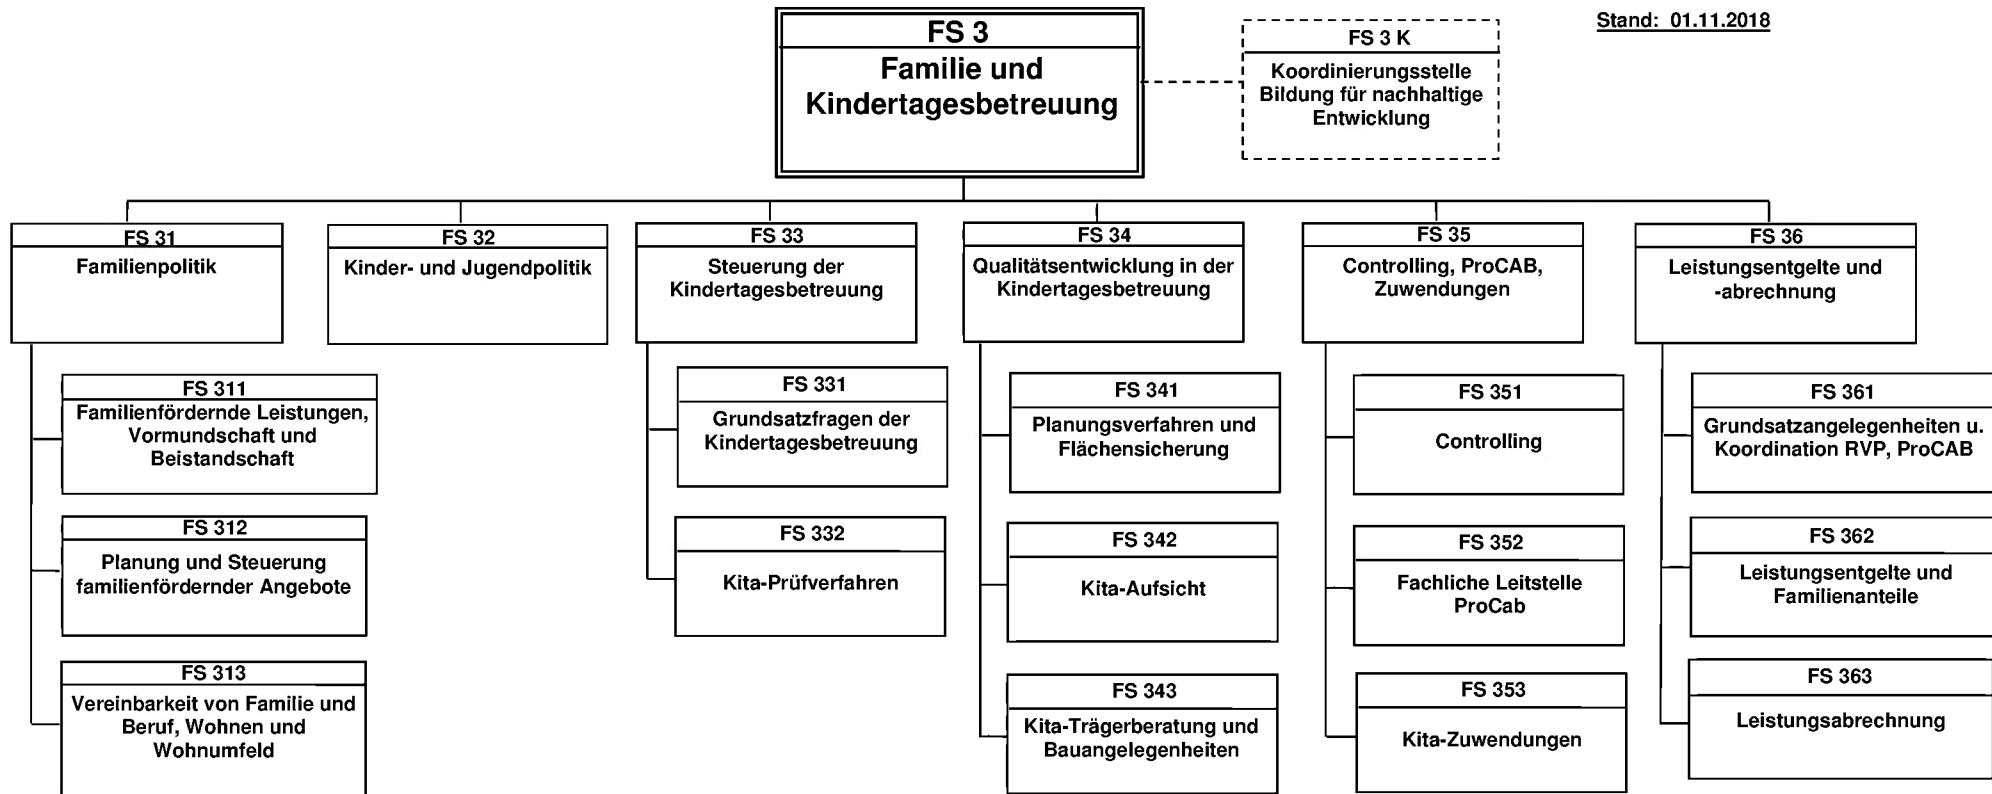 Stand: 01.11.2018
FS 3
Familie und
Kindertagesbetreuung
FS 3 K
Koordinierungsstelle
Bildung für nachhaltige
Entwicklung
FS 31
Familienpolitik
FS 32
Kinder- und Jugendpolitik
FS 33
Steuerung der
Kindertagesbetreuung
FS 34
Qualitätsentwicklung in der
Kindertagesbetreuung
FS 35
Controlling, ProCAB,
Zuwendungen
FS 36
Leistungsentgelte und
-abrechnung
FS 311
Familienfördernde Leistungen,
Vormundschaft und
Beistandschaft
FS 312
Planung und Steuerung
familienfördernder Angebote
FS 313
Vereinbarkeit von Familie und
Beruf, Wohnen und
Wohnumfeld
FS 331
Grundsatzfragen der
Kindertagesbetreuung
FS 332
Kita-Prüfverfahren
FS 341
Planungsverfahren und
Flächensicherung
FS 342
Kita-Aufsicht
FS 343
Kita-Trägerberatung und
Bauangelegenheiten
FS 351
Controlling
FS 352
Fachliche Leitstelle
ProCab
FS 353
Kita-Zuwendungen
FS 361
Grundsatzangelegenheiten u.
Koordination RVP, ProCAB
FS 362
Leistungsentgelte und
Familienanteile
FS 363
Leistungsabrechnung